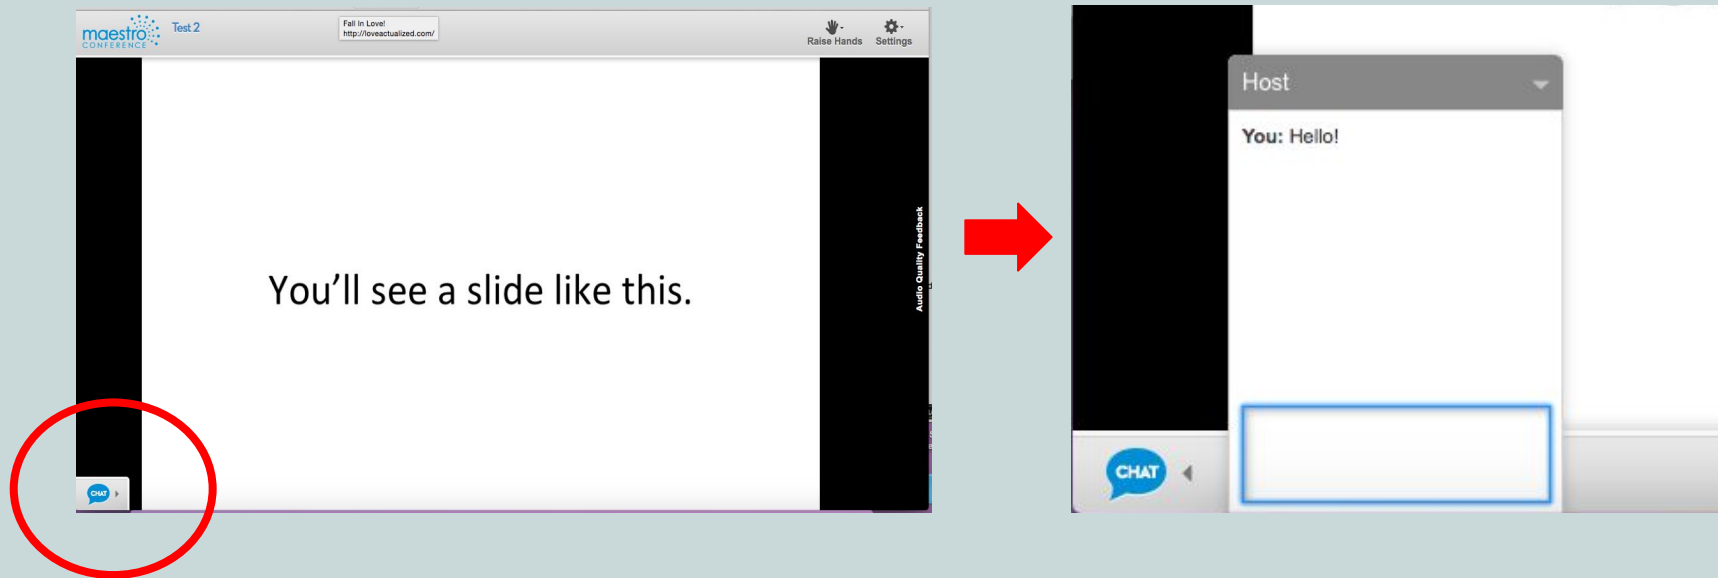 maestro
CONFERENCE
Test 2
Fall In Love!
http://loveactualized.com/
Raise Hands
Settings
You'll see a slide like this.
Audio Quality Feedback
CHAT
Host
You: Hello!
CHAT